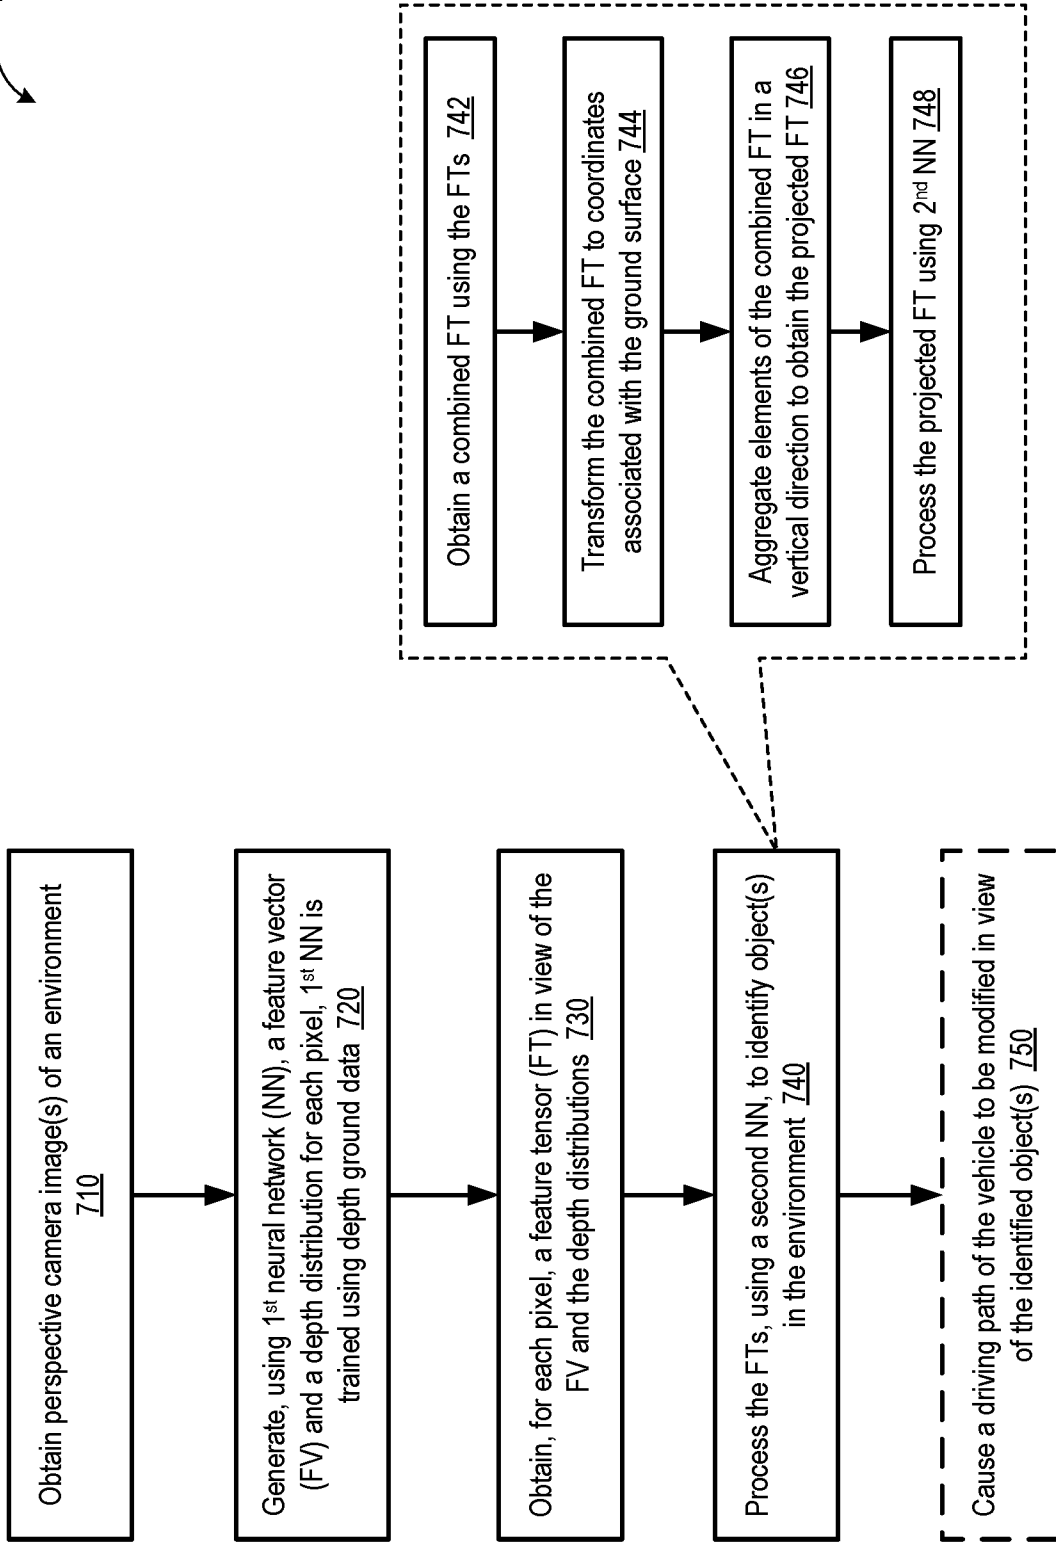 Obtain perspective camera image(s) of an environment
710
Generate, using 1st neural network (NN), a feature vector
(FV) and a depth distribution for each pixel, 1st NN is
trained using depth ground data 720
Obtain, for each pixel, a feature tensor (FT) in view of the
FV and the depth distributions 730
Process the FTs, using a second NN, to identify object(s)
in the environment 740
Cause a driving path of the vehicle to be modified in view
of the identified object(s) 750
Obtain a combined FT using the FTs 742
Transform the combined FT to coordinates
associated with the ground surface 744
Aggregate elements of the combined FT in a
vertical direction to obtain the projected FT 746
Process the projected FT using 2nd NN 748